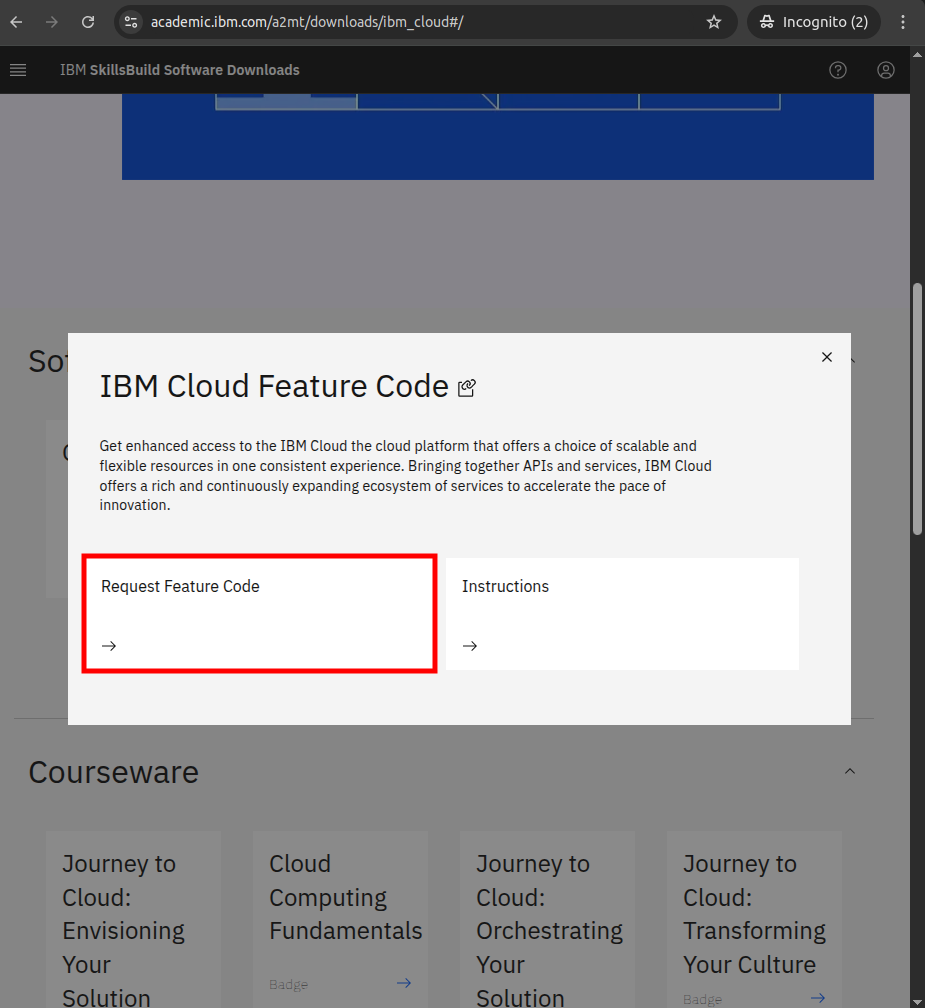 academic.ibm.com/a2mt/downloads/ibm_cloud#/
Incognito (2)
IBM SkillsBuild Software Downloads
IBM Cloud Feature Code
Get enhanced access to the IBM Cloud the cloud platform that offers a choice of scalable and
flexible resources in one consistent experience. Bringing together APIs and services, IBM Cloud
offers a rich and continuously expanding ecosystem of services to accelerate the pace of
innovation.
Request Feature Code
Instructions
Courseware
Journey to
Cloud:
Envisioning
Your
Solution
Cloud
Computing
Fundamentals
Badge
Journey to
Cloud:
Orchestrating
Your
Solution
Journey to
Cloud:
Transforming
Your Culture
Badge